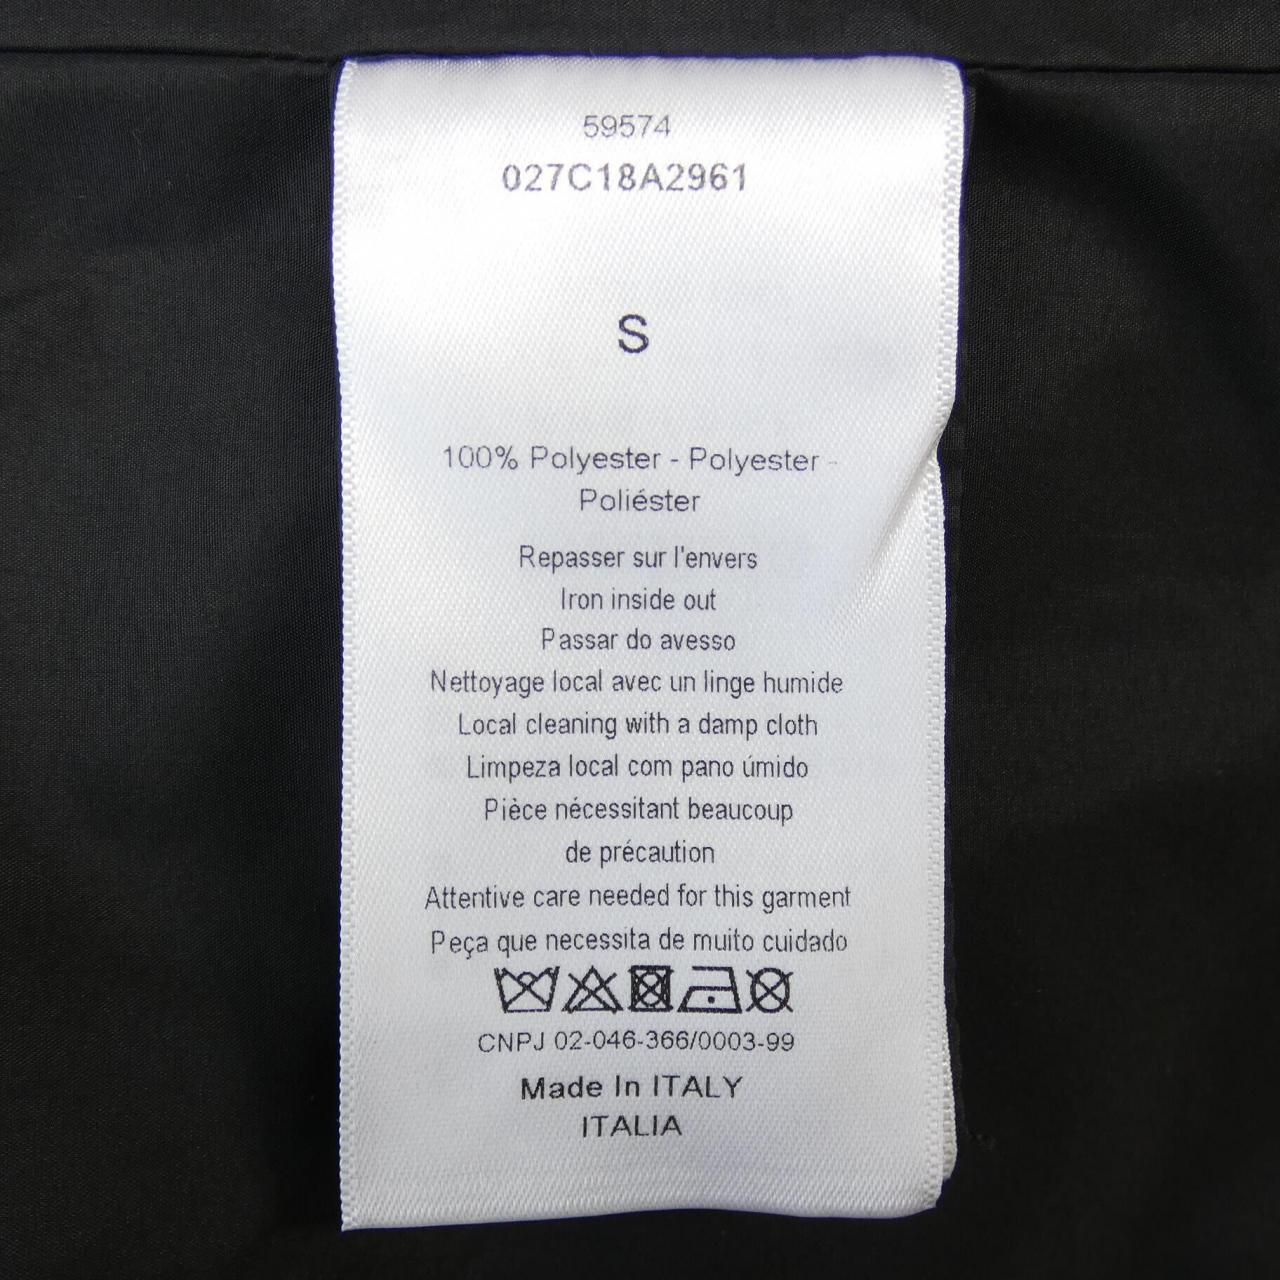 59574
027C18A2961
S
100% Polyester - Polyester -
Poliéster
Repasser sur l'envers
Iron inside out
Passar do avesso
Nettoyage local avec un linge humide
Local cleaning with a damp cloth
Limpeza local com pano úmido
Pièce nécessitant beaucoup
de précaution
Attentive care needed for this garment
Peça que necessita de muito cuidado
CNPJ 02-046-366/0003-99
Made In ITALY
ITALIA